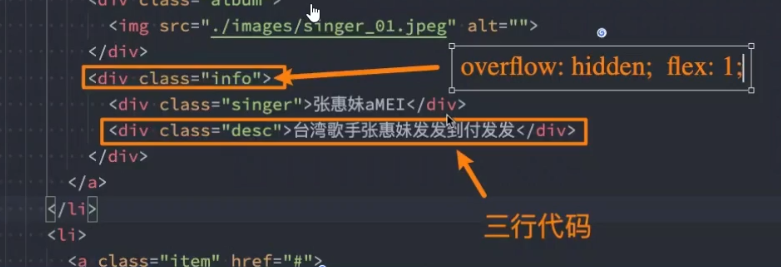 <div class="album">
<img src="./images/singer_01.jpeg" alt="">
</div>
<div class="info">
overflow: hidden;  flex: 1;
<div class="singer">张惠妹aMEI</div>
<div class="desc">台湾歌手张惠妹发发到付发发</div>
</div>
</a>
</li>
三行代码
<li>
<a class="item" href="#">